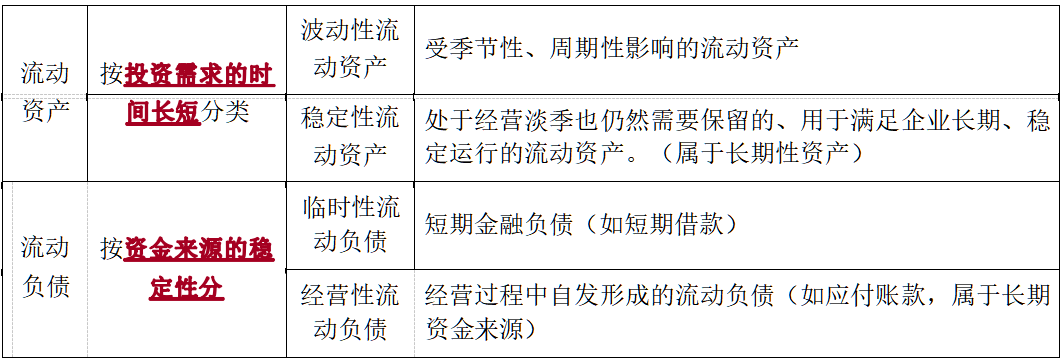 流动
资产
按投资需求的时
间长短分类
波动性流
动资产
受季节性、周期性影响的流动资产
稳定性流
动资产
处于经营淡季也仍然需要保留的、用于满足企业长期、稳
定运行的流动资产。（属于长期性资产）
流动
负债
按资金来源的稳
定性分
临时性流
动负债
短期金融负债（如短期借款）
经营性流
动负债
经营过程中自发形成的流动负债（如应付账款，属于长期
资金来源）